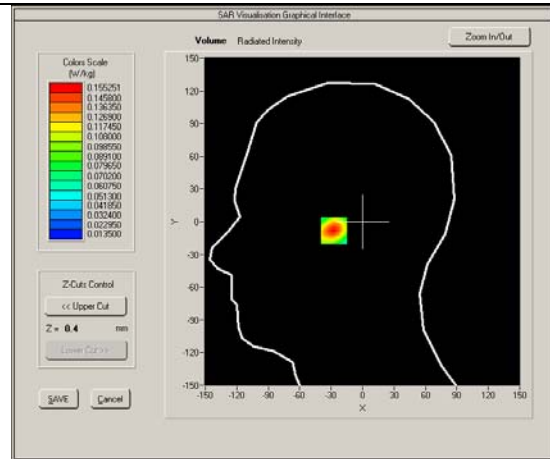 SAR Visualisation Graphical Interface
Volume Radiated Intensity
Zoom In/Out
Colors Scale
(W/kg)
0.155251
0.145800
0.136350
0.126900
0.117450
0.108000
0.098550
0.089100
0.079650
0.070200
0.060750
0.051300
0.041850
0.032400
0.022950
0.013500
Z-Cuts Control
<< Upper Cut
Z = 0.4 mm
Lower Cut >>
SAVE Cancel
150
120
90
60
30
0
-30
-60
-90
-120
-150
Y
-150 -120 -90 -60 -30 0 30 60 90 120 150
X